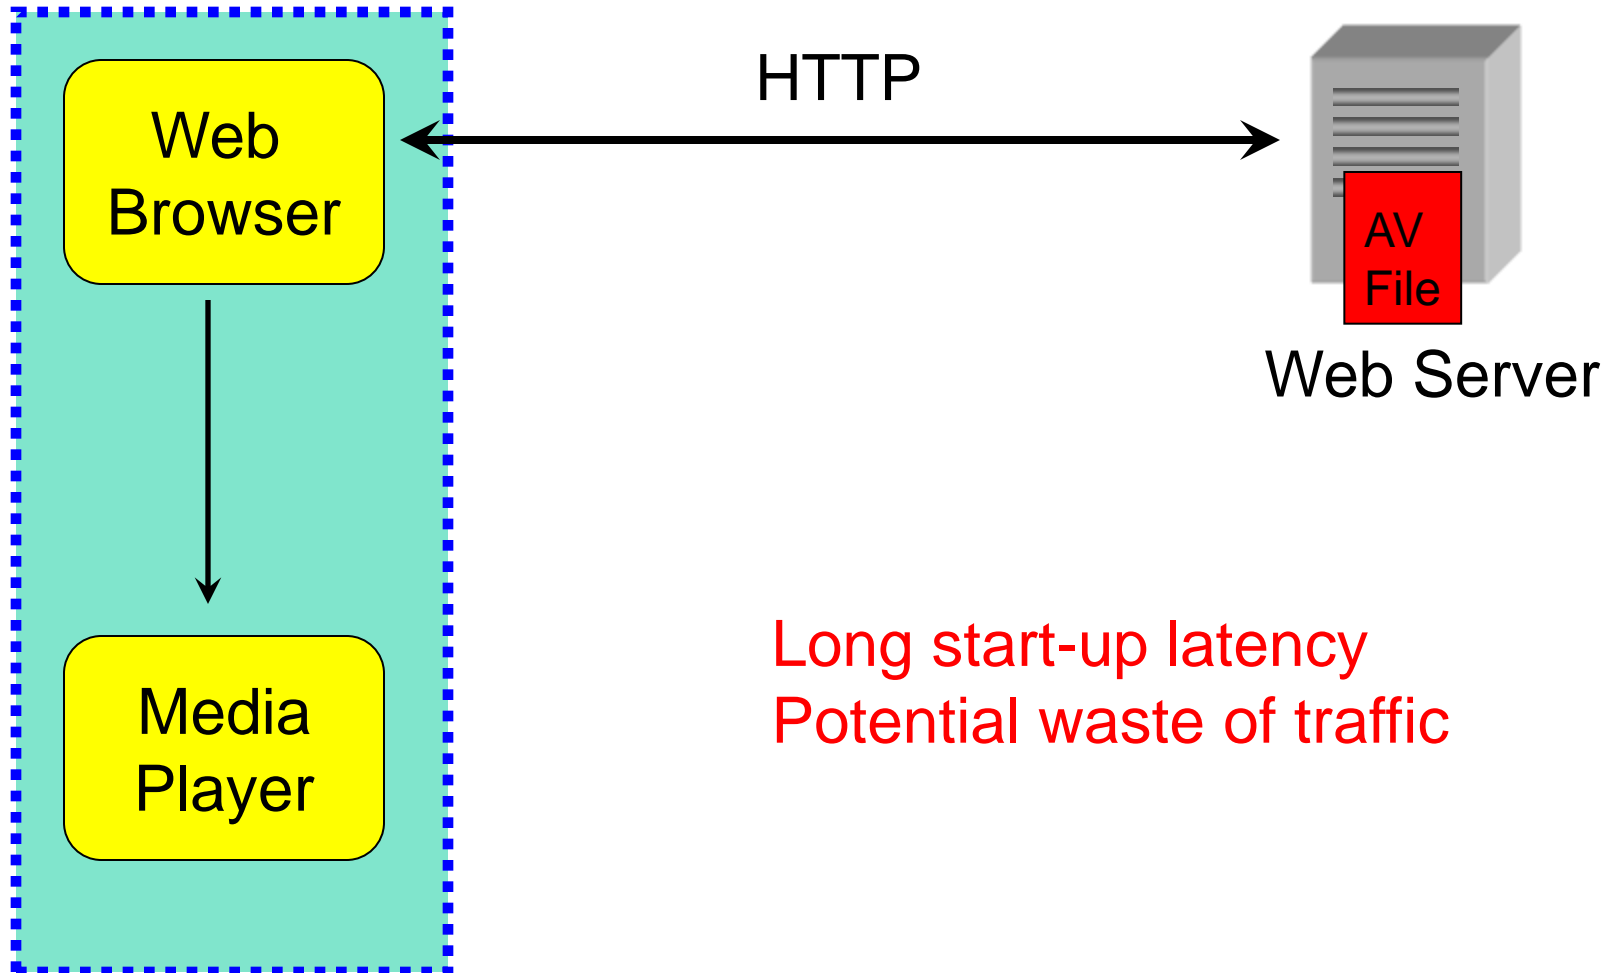 Web
Browser
HTTP
AV
File
Web Server
Media
Player
Long start-up latency
Potential waste of traffic